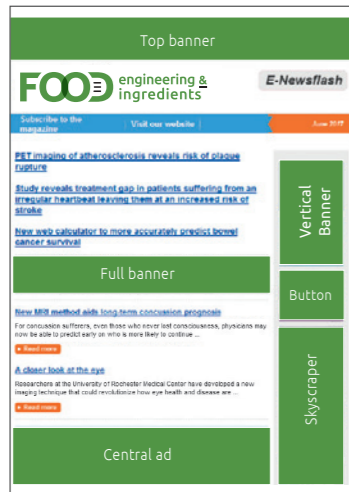 Top banner
FOOD engineering &
ingredients
E-Newsflash
Subscribe to the
magazine
Visit our website
June 2017
PET imaging of atherosclerosis reveals risk of plaque
rupture
Study reveals treatment gap in patients suffering from an
irregular heartbeat leaving them at an increased risk of
stroke
New web calculator to more accurately predict bowel
cancer survival
Vertical
Banner
Full banner
Button
New MRI method aids long-term concussion prognosis
For concussion sufferers, even those who never lost consciousness, physicians may
now be able to predict early on who is more likely to continue ...
Read more
A closer look at the eye
Researchers at the University of Rochester Medical Center have developed a new
imaging technique that could revolutionize how eye health and disease are ...
Read more
Skyscraper
Central ad